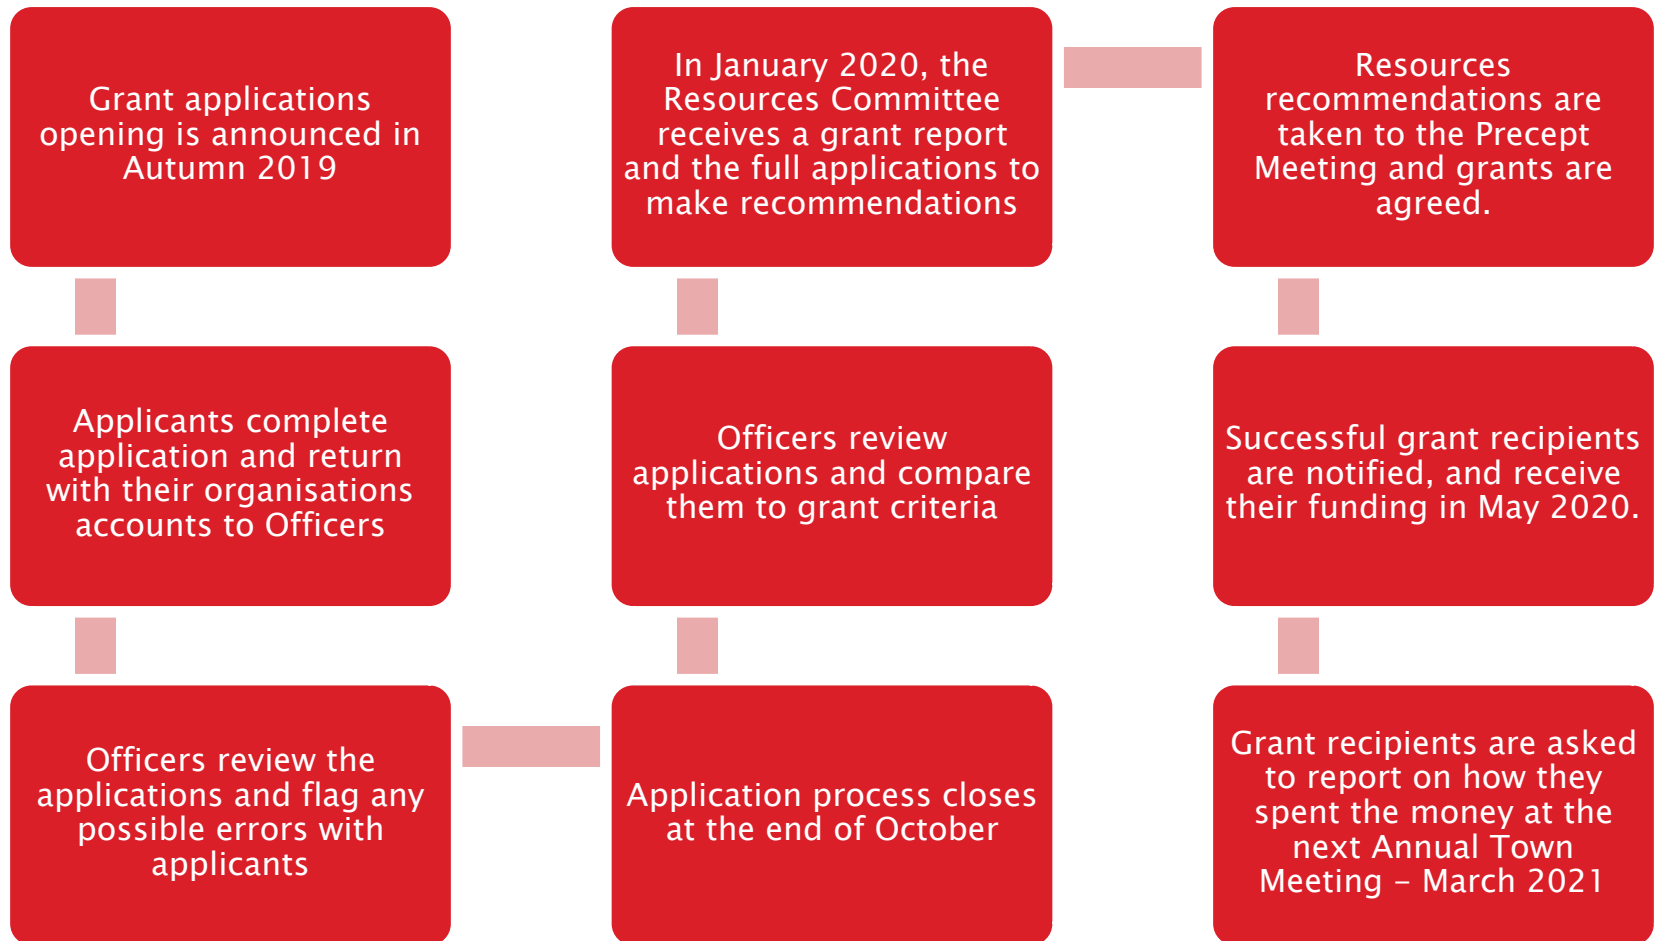 Grant applications
opening is announced in
Autumn 2019
Applicants complete
application and return
with their organisations
accounts to Officers
Officers review the
applications and flag any
possible errors with
applicants
Application process closes
at the end of October
Officers review
applications and compare
them to grant criteria
In January 2020, the
Resources Committee
receives a grant report
and the full applications to
make recommendations
Resources
recommendations are
taken to the Precept
Meeting and grants are
agreed.
Successful grant recipients
are notified, and receive
their funding in May 2020.
Grant recipients are asked
to report on how they
spent the money at the
next Annual Town
Meeting – March 2021